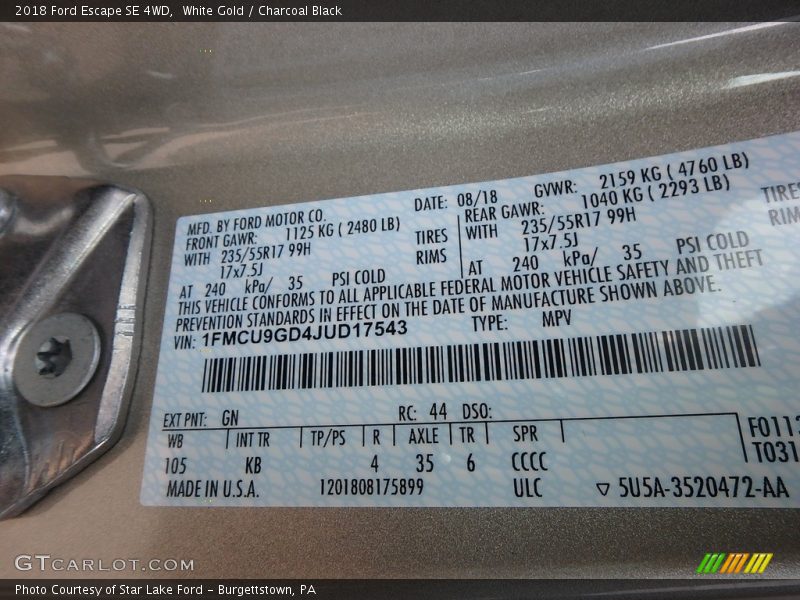 2018 Ford Escape SE 4WD,  White Gold / Charcoal Black
MFD. BY FORD MOTOR CO. DATE: 08/18 GVWR: 2159 KG ( 4760 LB)
FRONT GAWR: 1125 KG ( 2480 LB) REAR GAWR: 1040 KG ( 2293 LB)
WITH 235/55R17 99H TIRES WITH 235/55R17 99H TIRES
17x7.5J RIMS 17x7.5J
AT 240 kPa/ 35 PSI COLD AT 240 kPa/ 35 PSI COLD
THIS VEHICLE CONFORMS TO ALL APPLICABLE FEDERAL MOTOR VEHICLE SAFETY AND THEFT
PREVENTION STANDARDS IN EFFECT ON THE DATE OF MANUFACTURE SHOWN ABOVE.
VIN: 1FMCU9GD4JUD17543 TYPE: MPV
EXT PNT: GN RC: 44 DSO:
WB INT TR TP/PS R AXLE TR SPR F0113
105 KB 4 35 6 CCCC T031
MADE IN U.S.A. 1201808175899 ULC 5U5A-3520472-AA
GTCARLOT.COM
Photo Courtesy of Star Lake Ford - Burgettstown, PA